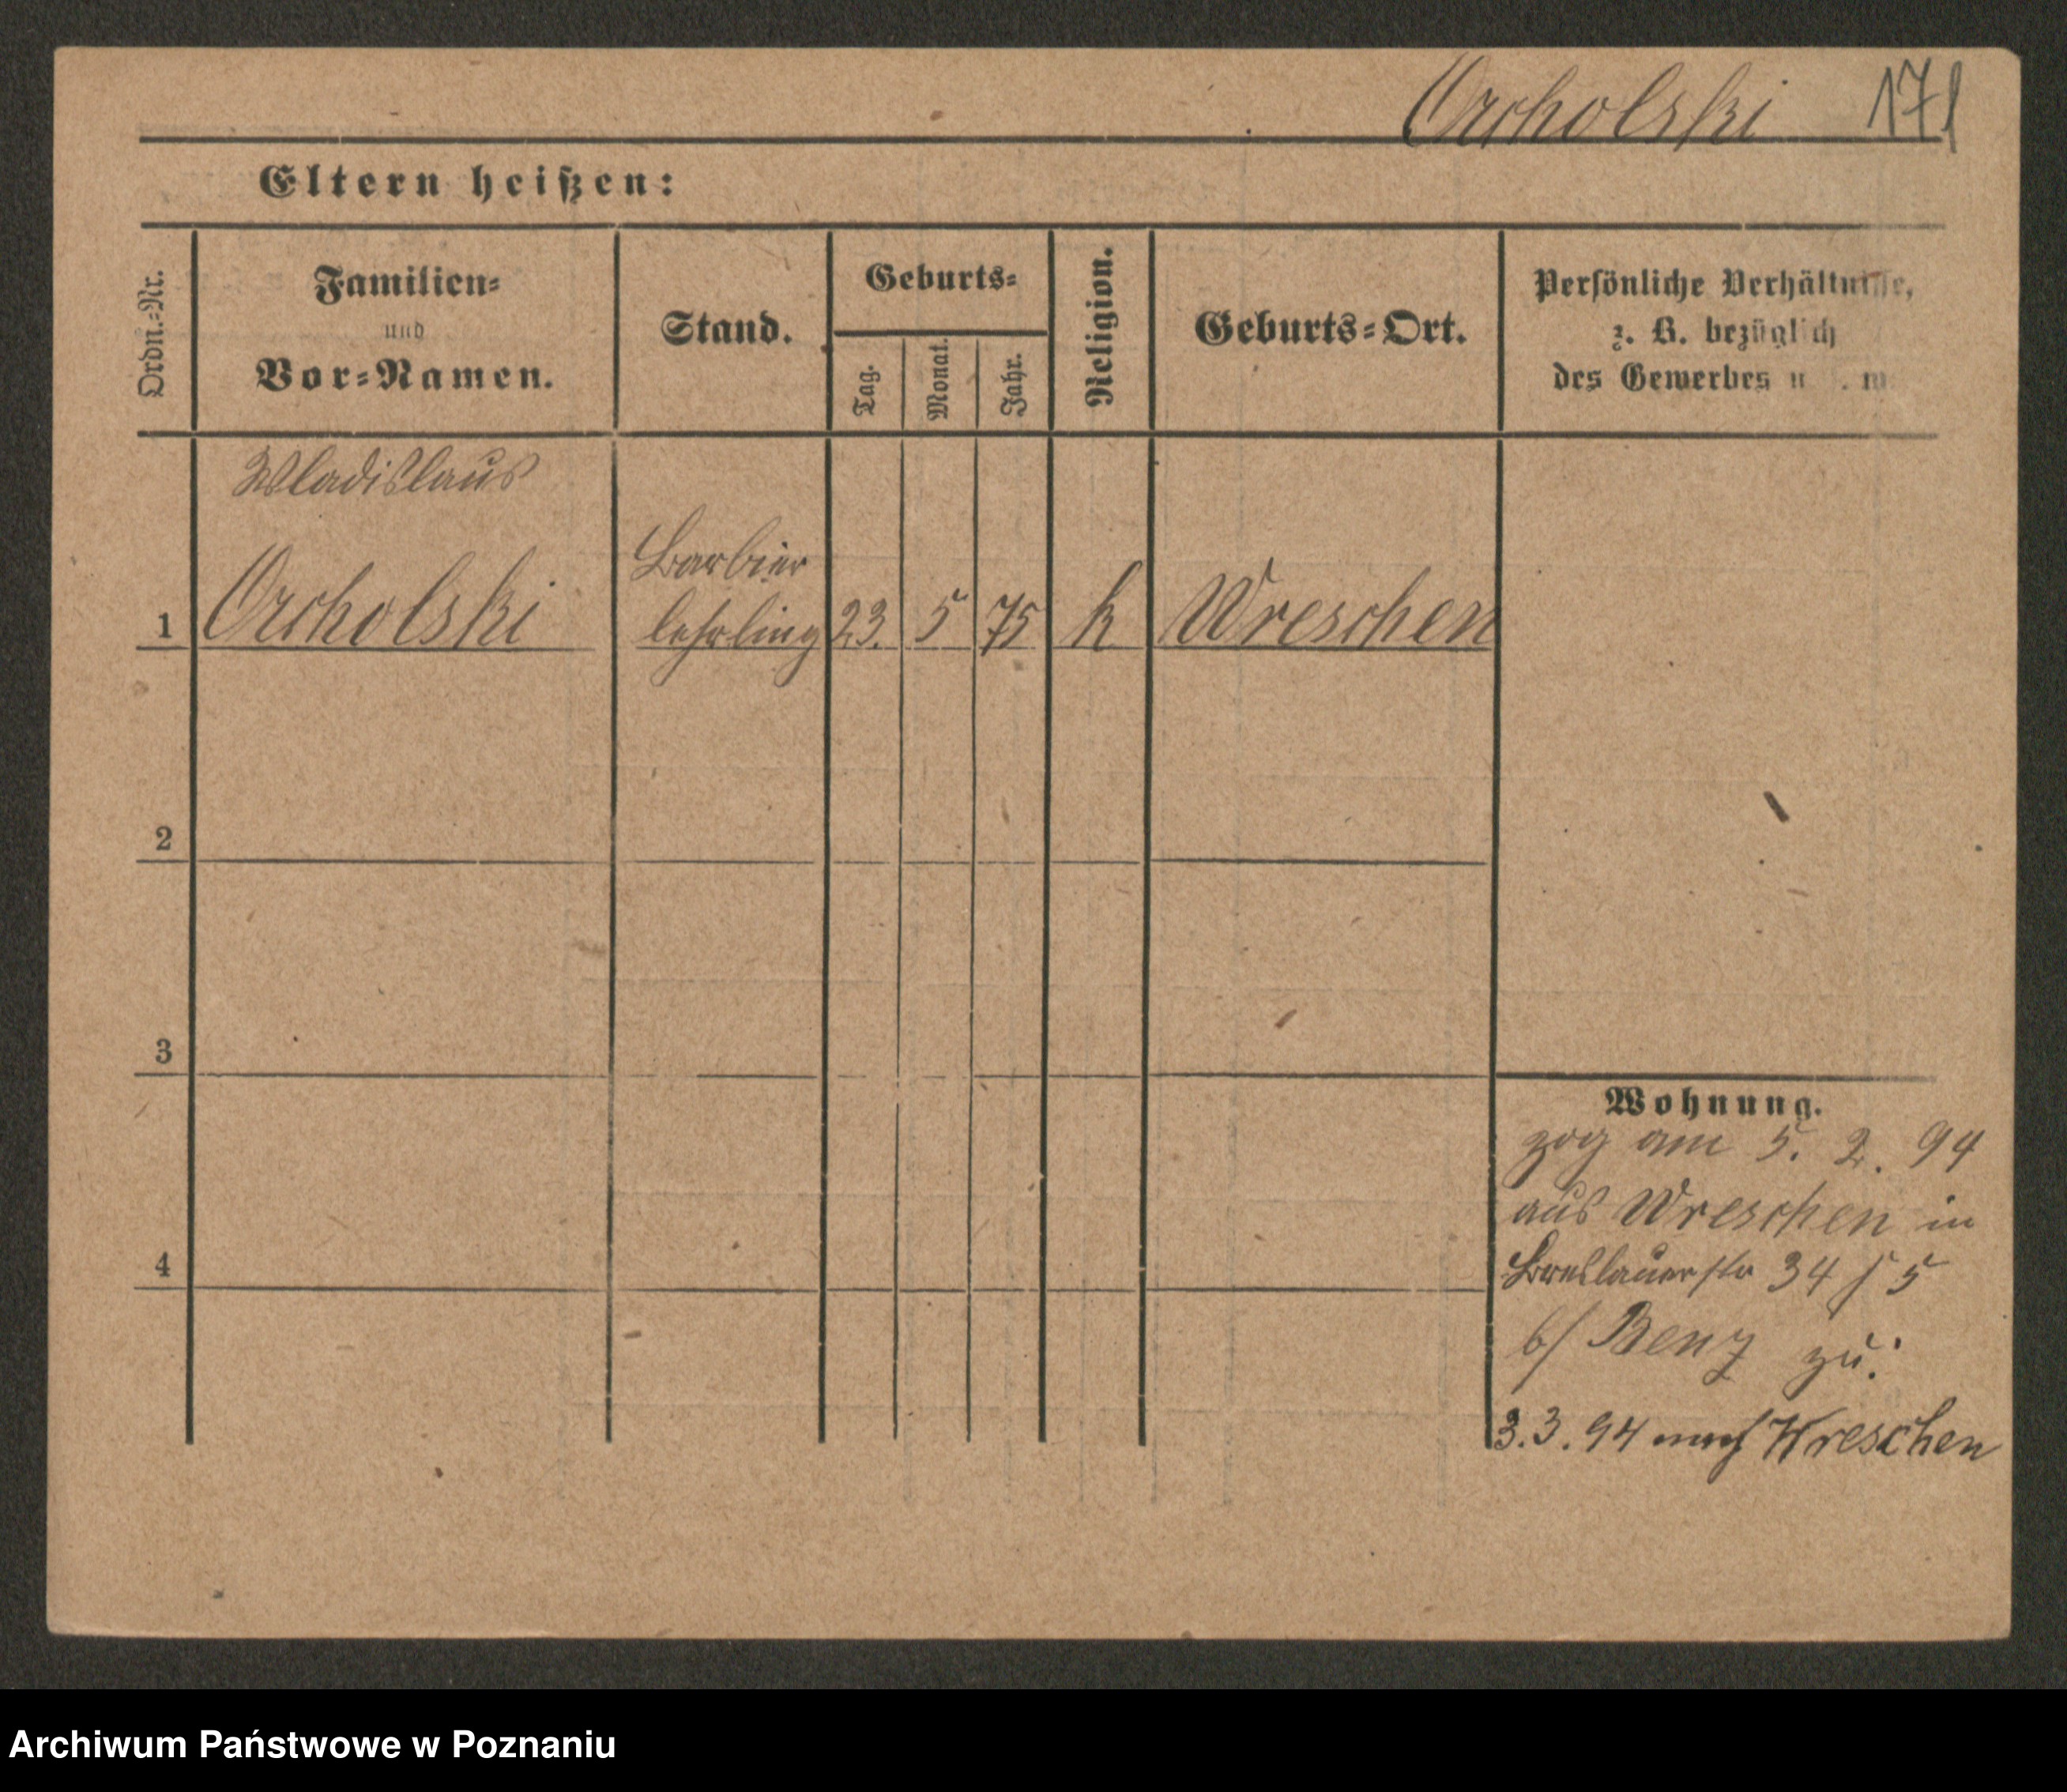 Orcholski 171
Eltern heißen:
Ordn.-Nr.
Familien-
und
Vor-Namen.
Stand.
Geburts-
Tag.
Monat.
Jahr.
Religion.
Geburts-Ort.
Persönliche Verhältnisse,
z. B. bezüglich
des Gewerbes u. s. w.
Wladislaus
Barbier
1 Orcholski lehrling 23. 5 75 k Wreschen
2
3
4
Wohnung.
zog am 5. 2. 94
aus Wreschen in
Breslauerstr 34 / 5
b/ Benz zu.
3.3.94 nach Wreschen
Archiwum Państwowe w Poznaniu